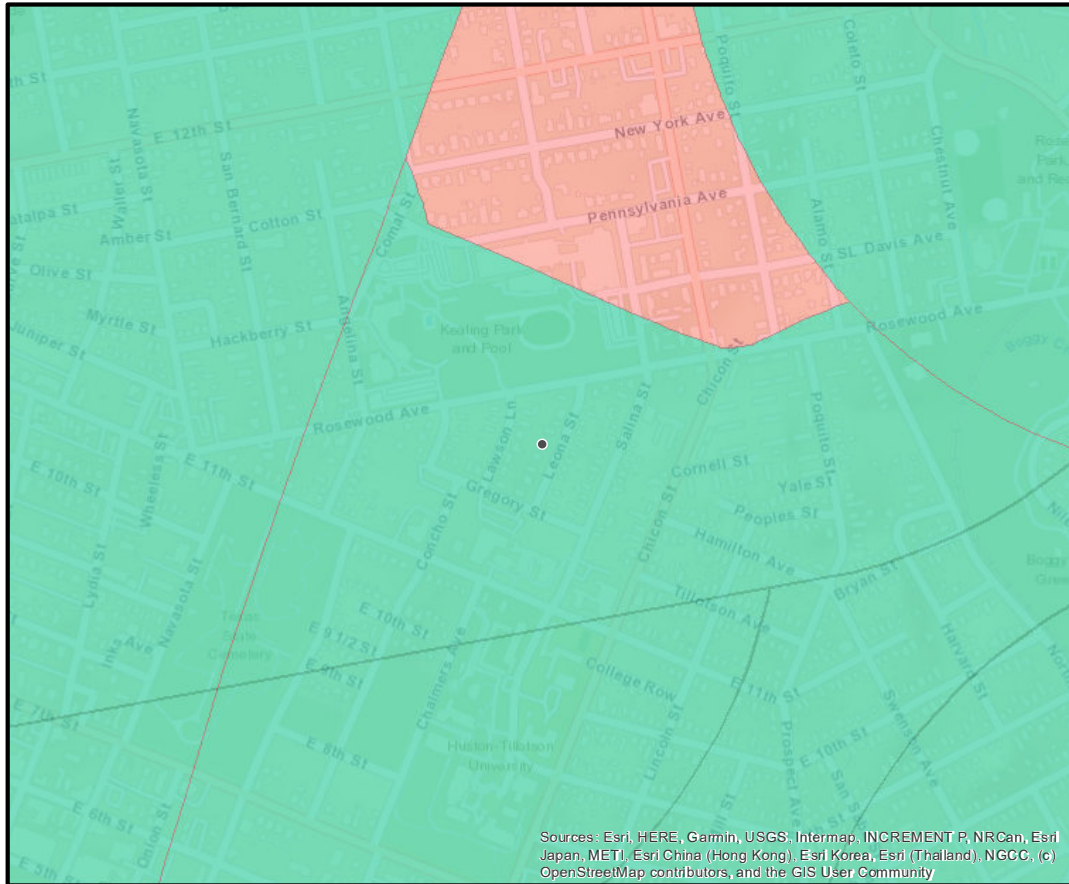 Poquito St
Coleto St
th St
New York Ave
E 12th St
Navasota St
Waller St
San Bernard St
Chestnut Ave
Pennsylvania Ave
Cotton St
Comal St
Alamo St
SL Davis Ave
Amber St
Olive St
Myrtle St
Juniper St
Hackberry St
Angelina St
Keating Park
and Pool
Rosewood Ave
Rosewood Ave
Chicon St
Lawson Ln
Leona St
Salina St
Poquito St
E 11th St
E 10th St
Wheeless St
Cornell St
Yale St
Gregory St
Concho St
Chicon St
Peoples St
Hamilton Ave
Bryan St
Tillotson Ave
Lydia St
Navasota St
Texas
State
Cemetery
E 10th St
E 9 1/2 St
E 9th St
Inks Ave
Chalmers Ave
College Row
E 11th St
Harvard St
Swenson Ave
E 7th St
E 8th St
Huston-Tillotson
University
Lincoln St
Prospect Ave
E 10th St
E 6th St
Onion St
E 5th St
Sources: Esri, HERE, Garmin, USGS, Intermap, INCREMENT P, NRCan, Esri
Japan, METI, Esri China (Hong Kong), Esri Korea, Esri (Thailand), NGCC, (c)
OpenStreetMap contributors, and the GIS User Community